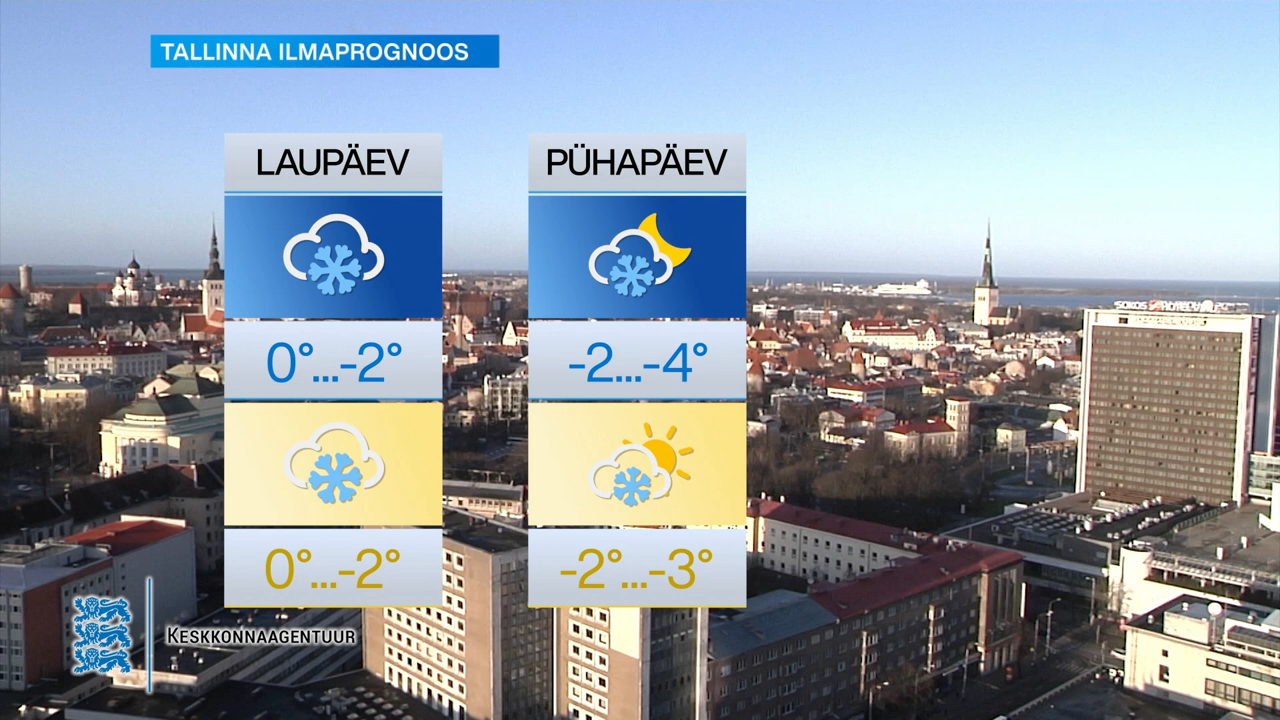 TALLINNA ILMAPROGNOOS
LAUPÄEV
0°...-2°
0°...-2°
PÜHAPÄEV
-2...-4°
-2°...-3°
KESKKONNAAGENTUUR